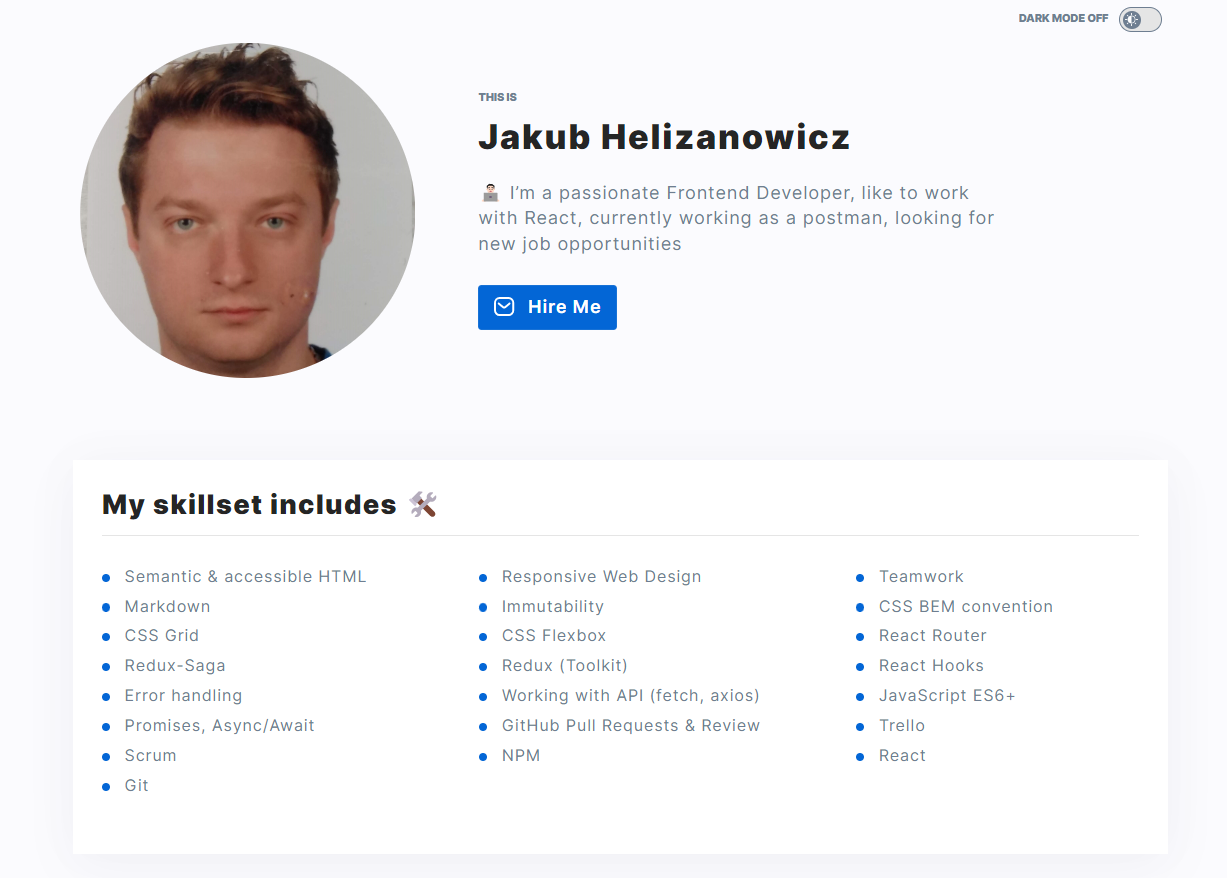 DARK MODE OFF
THIS IS
Jakub Helizanowicz
I’m a passionate Frontend Developer, like to work
with React, currently working as a postman, looking for
new job opportunities
Hire Me
My skillset includes
Semantic & accessible HTML
Markdown
CSS Grid
Redux-Saga
Error handling
Promises, Async/Await
Scrum
Git
Responsive Web Design
Immutability
CSS Flexbox
Redux (Toolkit)
Working with API (fetch, axios)
GitHub Pull Requests & Review
NPM
Teamwork
CSS BEM convention
React Router
React Hooks
JavaScript ES6+
Trello
React